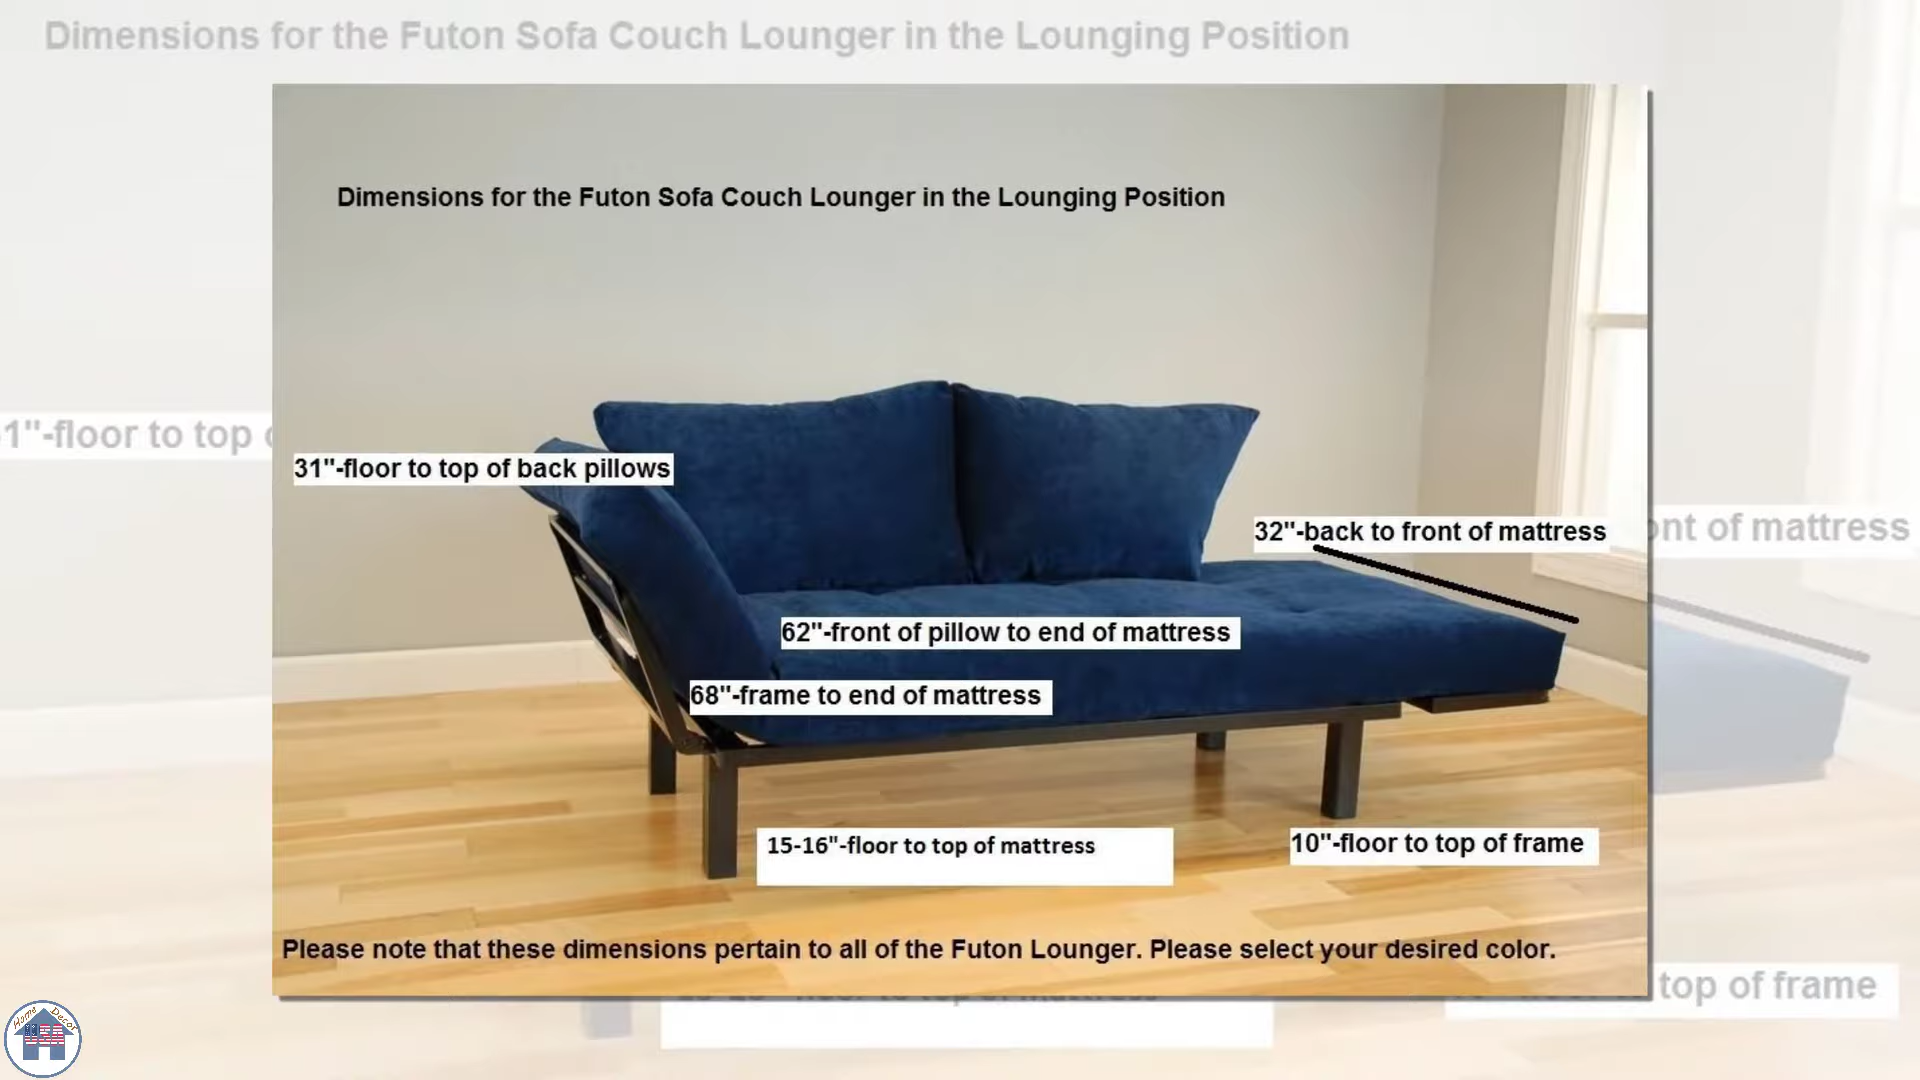 Dimensions for the Futon Sofa Couch Lounger in the Lounging Position
Dimensions for the Futon Sofa Couch Lounger in the Lounging Position
1"-floor to top
31"-floor to top of back pillows
32"-back to front of mattress
nt of mattress
62"-front of pillow to end of mattress
68"-frame to end of mattress
15-16"-floor to top of mattress
10"-floor to top of frame
Please note that these dimensions pertain to all of the Futon Lounger. Please select your desired color.
top of frame
Home Decor